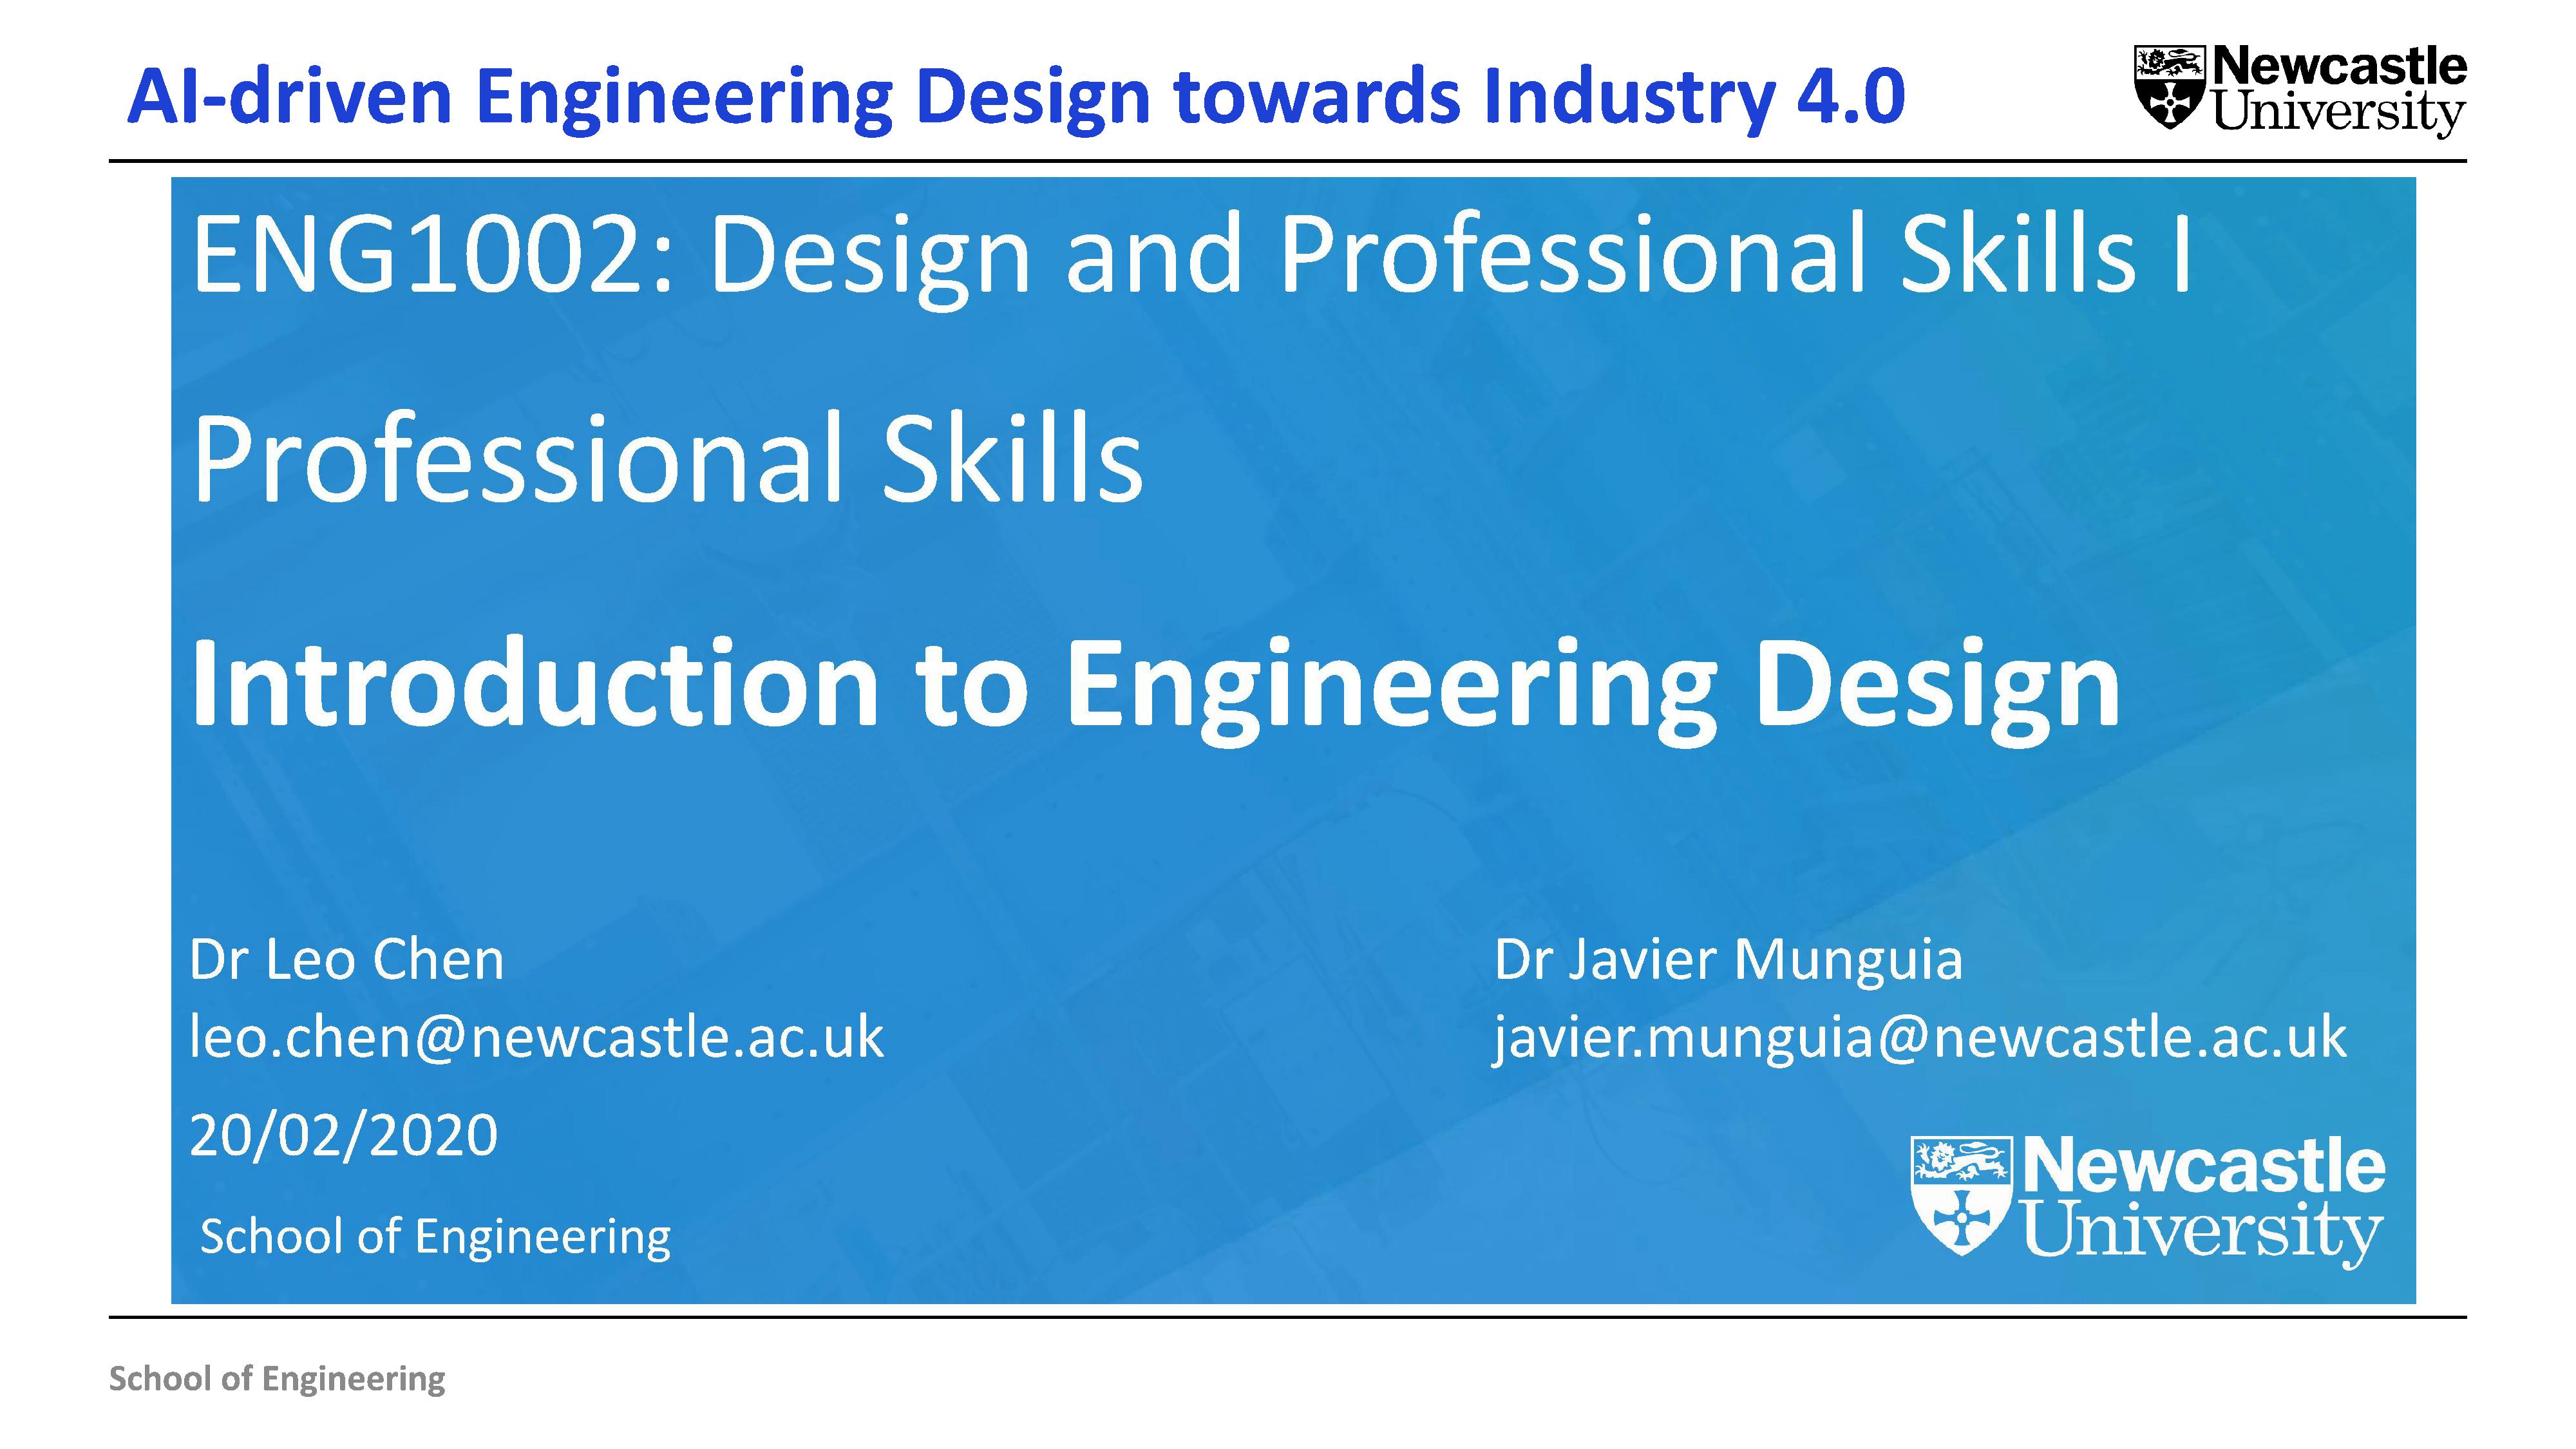 AI-driven Engineering Design towards Industry 4.0
Newcastle
University
ENG1002: Design and Professional Skills I
Professional Skills
Introduction to Engineering Design
Dr Leo Chen
leo.chen@newcastle.ac.uk
Dr Javier Munguia
javier.munguia@newcastle.ac.uk
20/02/2020
School of Engineering
Newcastle
University
School of Engineering